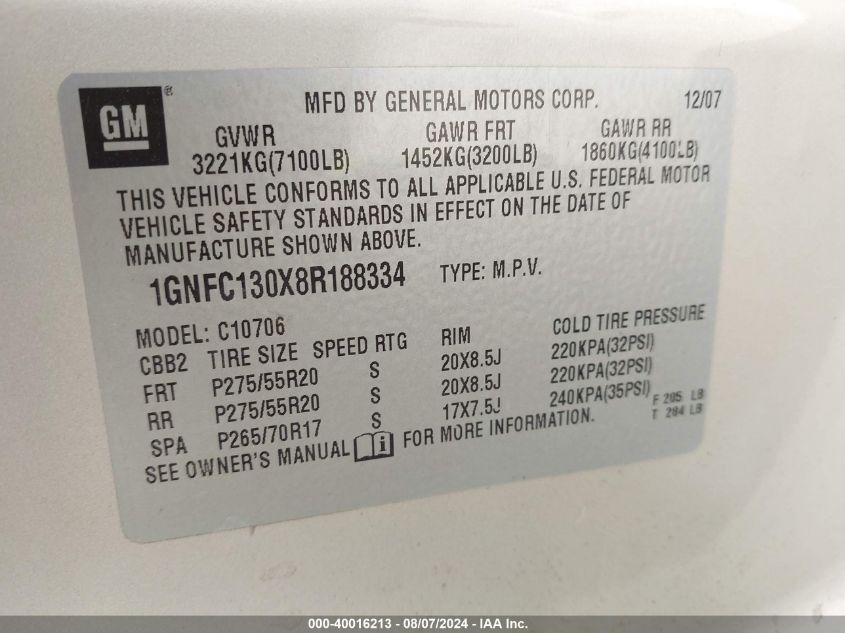 GM®
MFD BY GENERAL MOTORS CORP. 12/07
GVWR GAWR FRT GAWR RR
3221KG(7100LB) 1452KG(3200LB) 1860KG(4100LB)
THIS VEHICLE CONFORMS TO ALL APPLICABLE U.S. FEDERAL MOTOR
VEHICLE SAFETY STANDARDS IN EFFECT ON THE DATE OF
MANUFACTURE SHOWN ABOVE.
1GNFC130X8R188334 TYPE: M.P.V.
MODEL: C10706
CBB2 TIRE SIZE SPEED RTG RIM COLD TIRE PRESSURE
FRT P275/55R20 S 20X8.5J 220KPA(32PSI)
RR P275/55R20 S 20X8.5J 220KPA(32PSI)
SPA P265/70R17 S 17X7.5J 240KPA(35PSI)
F 285 LB
T 284 LB
SEE OWNER'S MANUAL i FOR MORE INFORMATION.
000-40016213 - 08/07/2024 - IAA Inc.